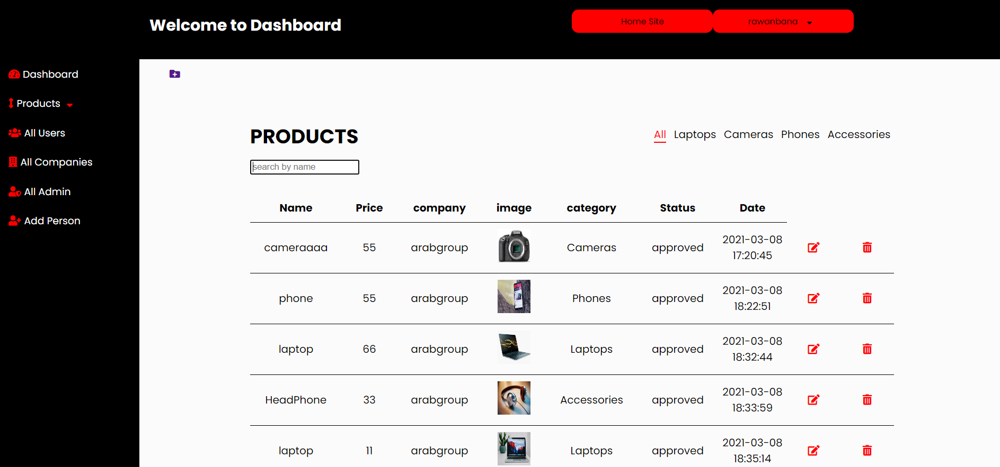 Welcome to Dashboard
Home Site
rawanbana
Dashboard
Products
All Users
All Companies
All Admin
Add Person
PRODUCTS
All Laptops Cameras Phones Accessories
search by name
Name Price company image category Status Date
cameraaaa 55 arabgroup Cameras approved 2021-03-08 17:20:45
phone 55 arabgroup Phones approved 2021-03-08 18:22:51
laptop 66 arabgroup Laptops approved 2021-03-08 18:32:44
HeadPhone 33 arabgroup Accessories approved 2021-03-08 18:33:59
laptop 11 arabgroup Laptops approved 2021-03-08 18:35:14